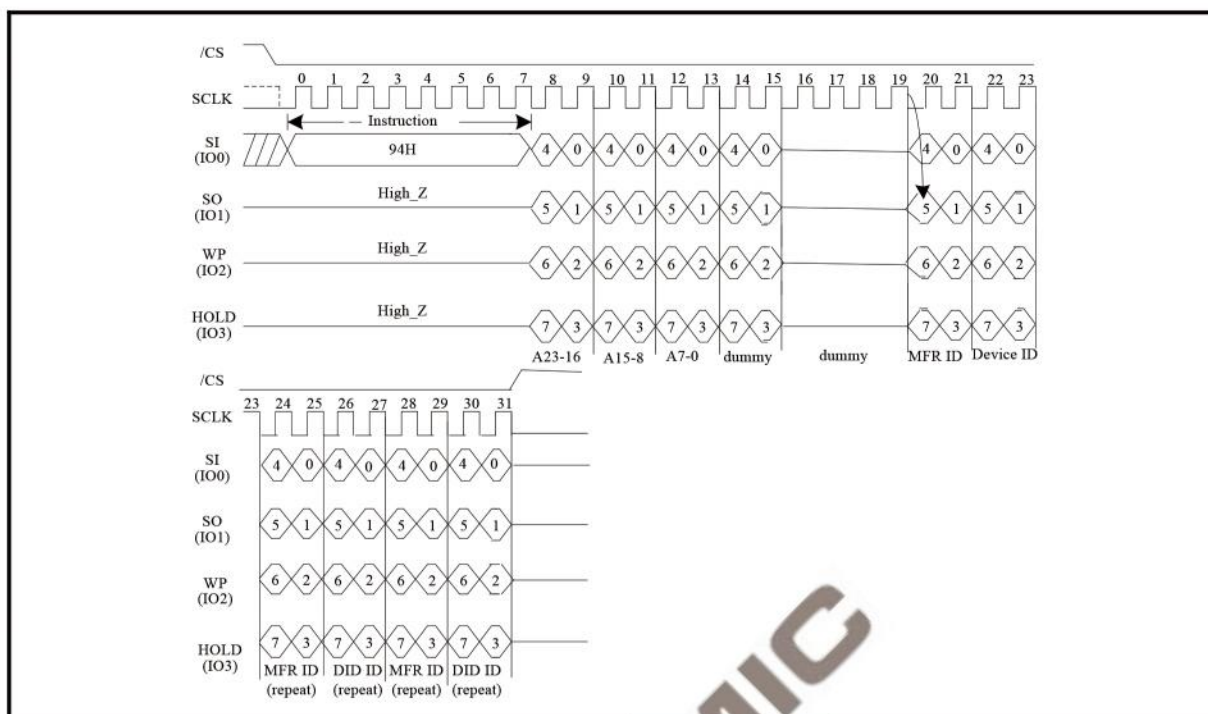 /CS
0 1 2 3 4 5 6 7 8 9 10 11 12 13 14 15 16 17 18 19 20 21 22 23
SCLK
Instruction
SI
(IO0)
94H
4 0 4 0 4 0 4 0 4 0 4 0
SO
(IO1)
High_Z
5 1 5 1 5 1 5 1 5 1 5 1
WP
(IO2)
High_Z
6 2 6 2 6 2 6 2 6 2 6 2
HOLD
(IO3)
High_Z
7 3 7 3 7 3 7 3 7 3 7 3
A23-16 A15-8 A7-0 dummy dummy MFR ID Device ID
/CS
23 24 25 26 27 28 29 30 31
SCLK
SI
(IO0)
4 0 4 0 4 0 4 0
SO
(IO1)
5 1 5 1 5 1 5 1
WP
(IO2)
6 2 6 2 6 2 6 2
HOLD
(IO3)
7 3 7 3 7 3 7 3
MFR ID DID ID MFR ID DID ID
(repeat) (repeat) (repeat) (repeat)